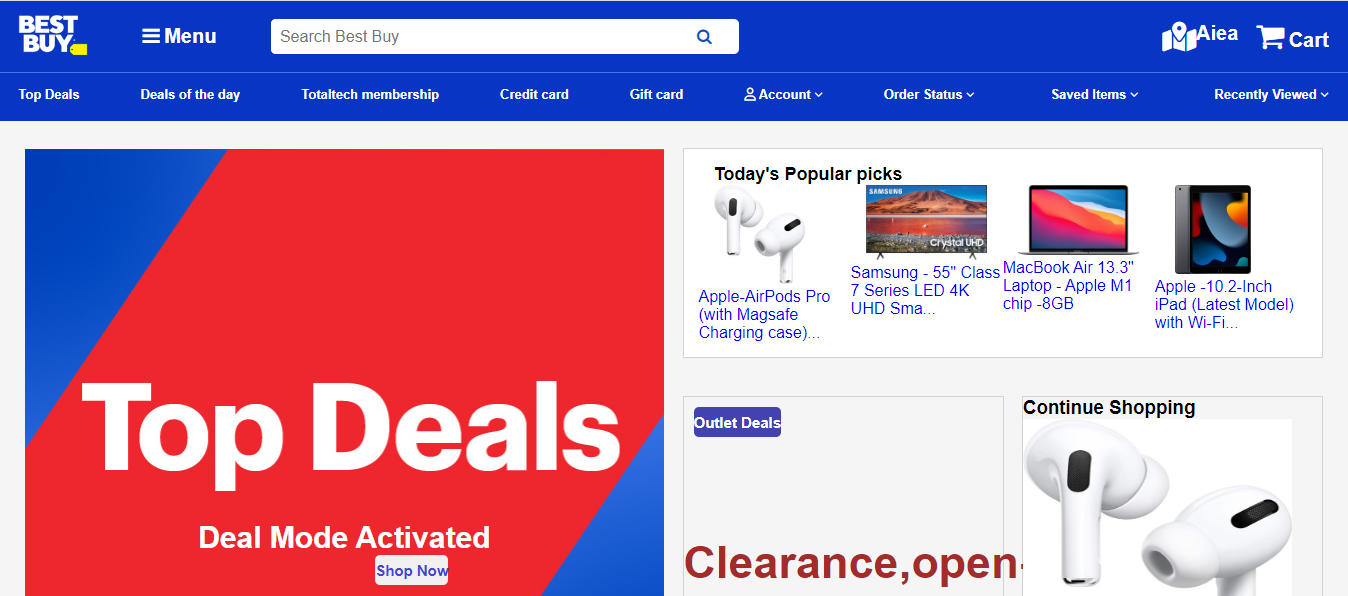 BEST
BUY
Menu
Search Best Buy
Aiea
Cart
Top Deals
Deals of the day
Totaltech membership
Credit card
Gift card
Account
Order Status
Saved Items
Recently Viewed
Top Deals
Deal Mode Activated
Shop Now
Today's Popular picks
Apple-AirPods Pro
(with Magsafe
Charging case)...
SAMSUNG
Crystal UHD
Samsung - 55" Class
7 Series LED 4K
UHD Sma...
MacBook Air 13.3"
Laptop - Apple M1
chip -8GB
Apple -10.2-Inch
iPad (Latest Model)
with Wi-Fi...
Outlet Deals
Clearance,open-
Continue Shopping